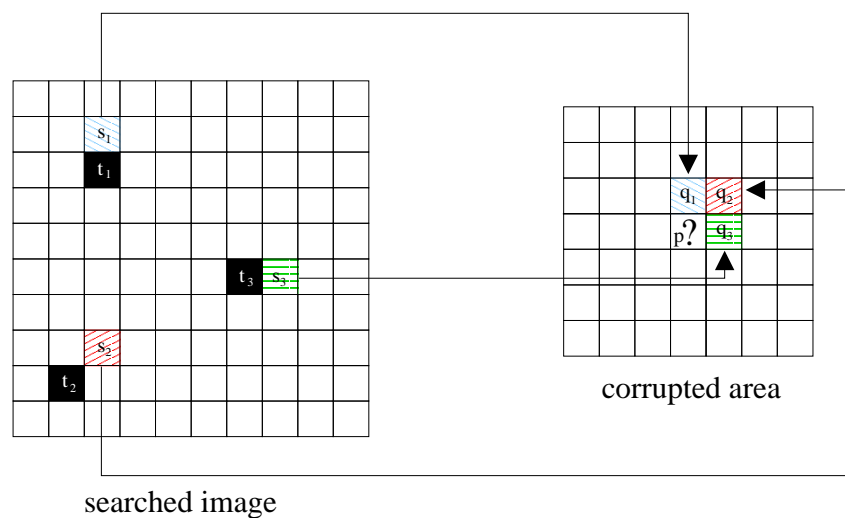 s₁
t₁
q₁ q₂
p? q₃
t₃ s₃
s₂
t₂
corrupted area
searched image